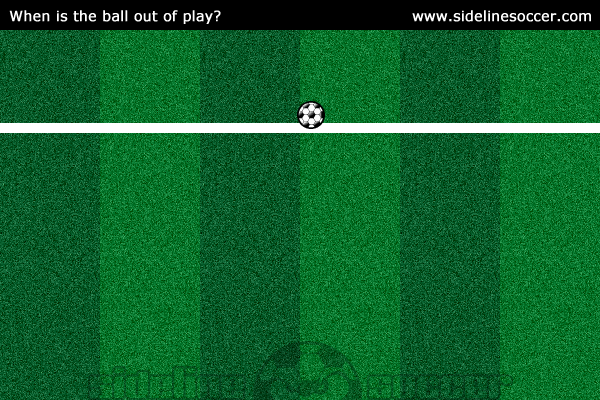 When is the ball out of play?
www.sidelinesoccer.com